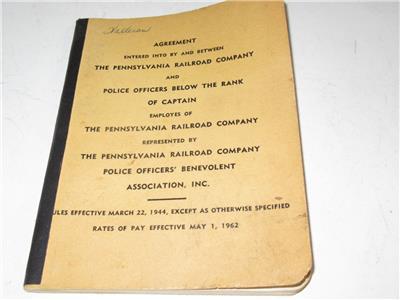 AGREEMENT
ENTERED INTO BY AND BETWEEN
THE PENNSYLVANIA RAILROAD COMPANY
AND
POLICE OFFICERS BELOW THE RANK
OF CAPTAIN
EMPLOYES OF
THE PENNSYLVANIA RAILROAD COMPANY
REPRESENTED BY
THE PENNSYLVANIA RAILROAD COMPANY
POLICE OFFICERS' BENEVOLENT
ASSOCIATION, INC.
ULES EFFECTIVE MARCH 22, 1944, EXCEPT AS OTHERWISE SPECIFIED
RATES OF PAY EFFECTIVE MAY 1, 1962